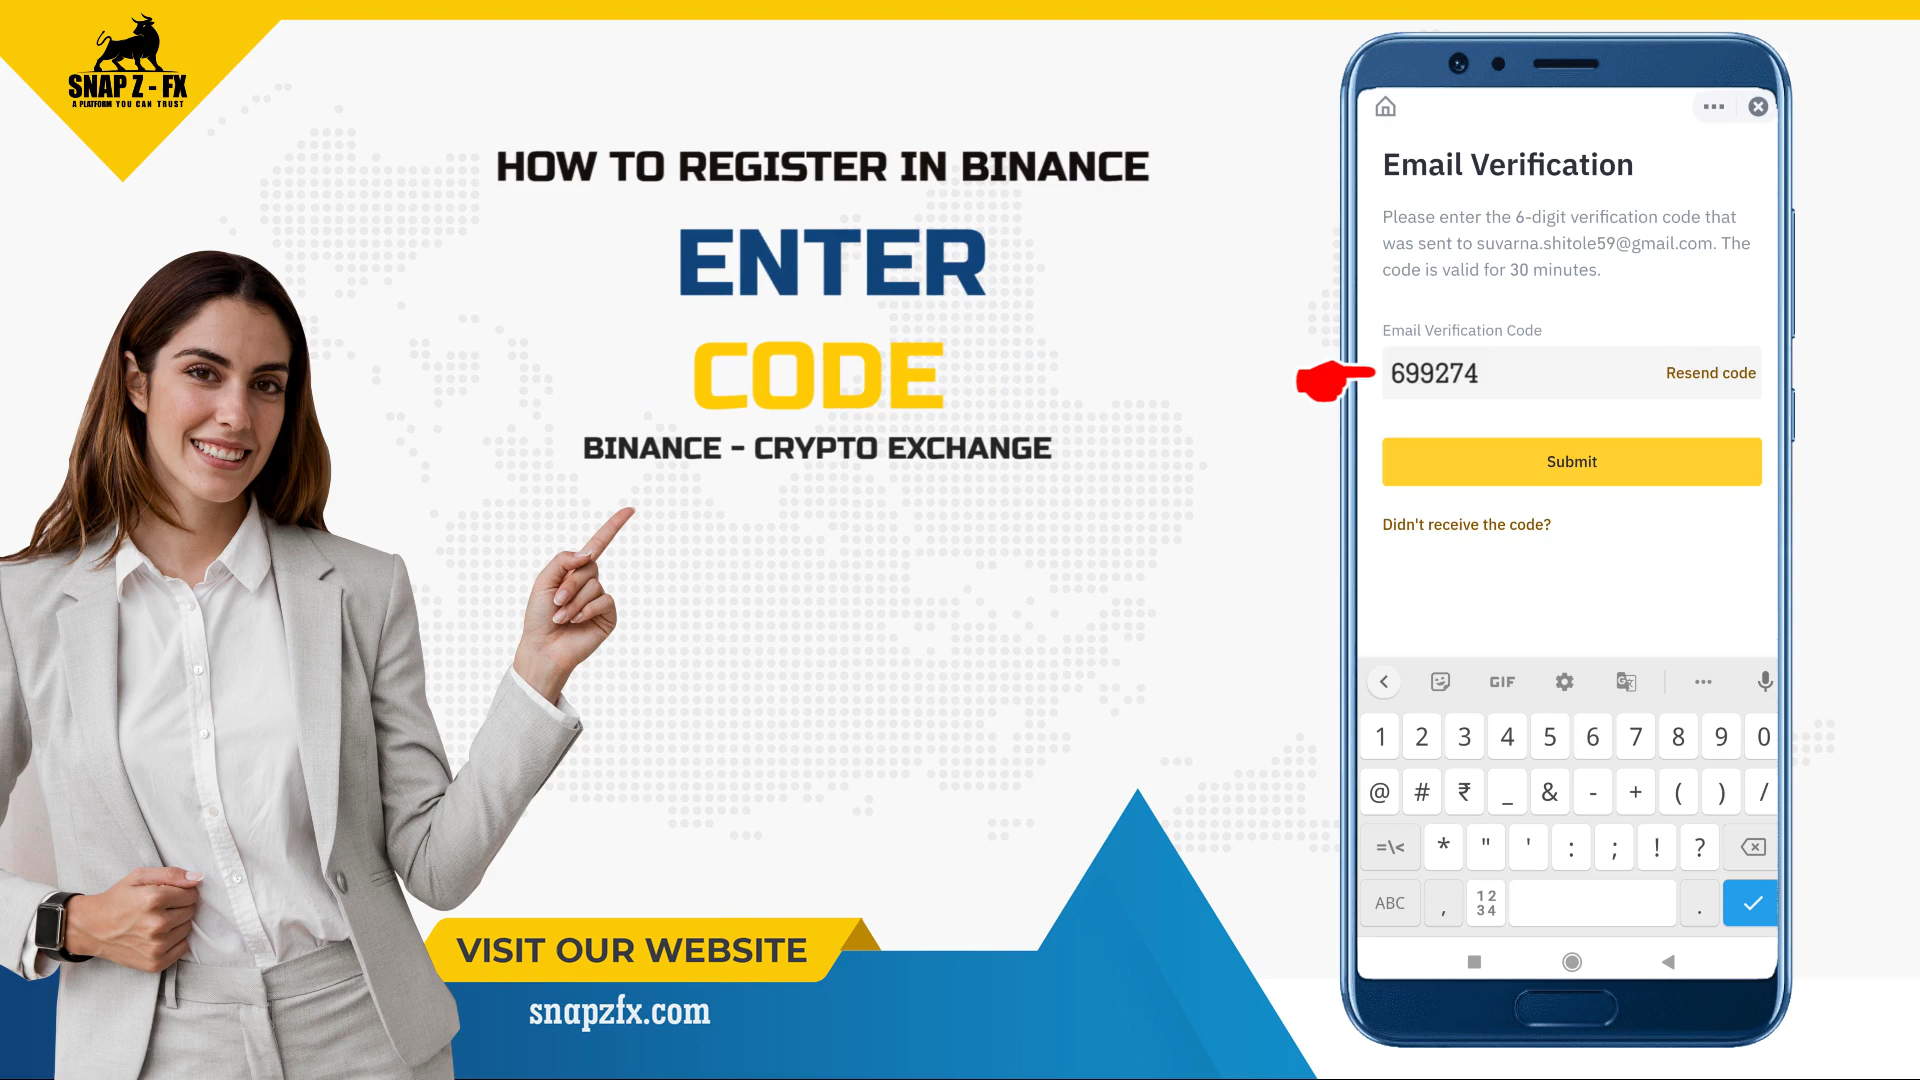 SNAP Z - FX
A PLATFORM YOU CAN TRUST
HOW TO REGISTER IN BINANCE
ENTER
CODE
BINANCE - CRYPTO EXCHANGE
VISIT OUR WEBSITE
snapzfx.com
Email Verification
Please enter the 6-digit verification code that
was sent to suvarna.shitole59@gmail.com. The
code is valid for 30 minutes.
Email Verification Code
699274 Resend code
Submit
Didn't receive the code?
GIF
1 2 3 4 5 6 7 8 9 0
@ # ₹ _ & - + ( ) /
=\< * " ' : ; ! ?
ABC , 12 34 .